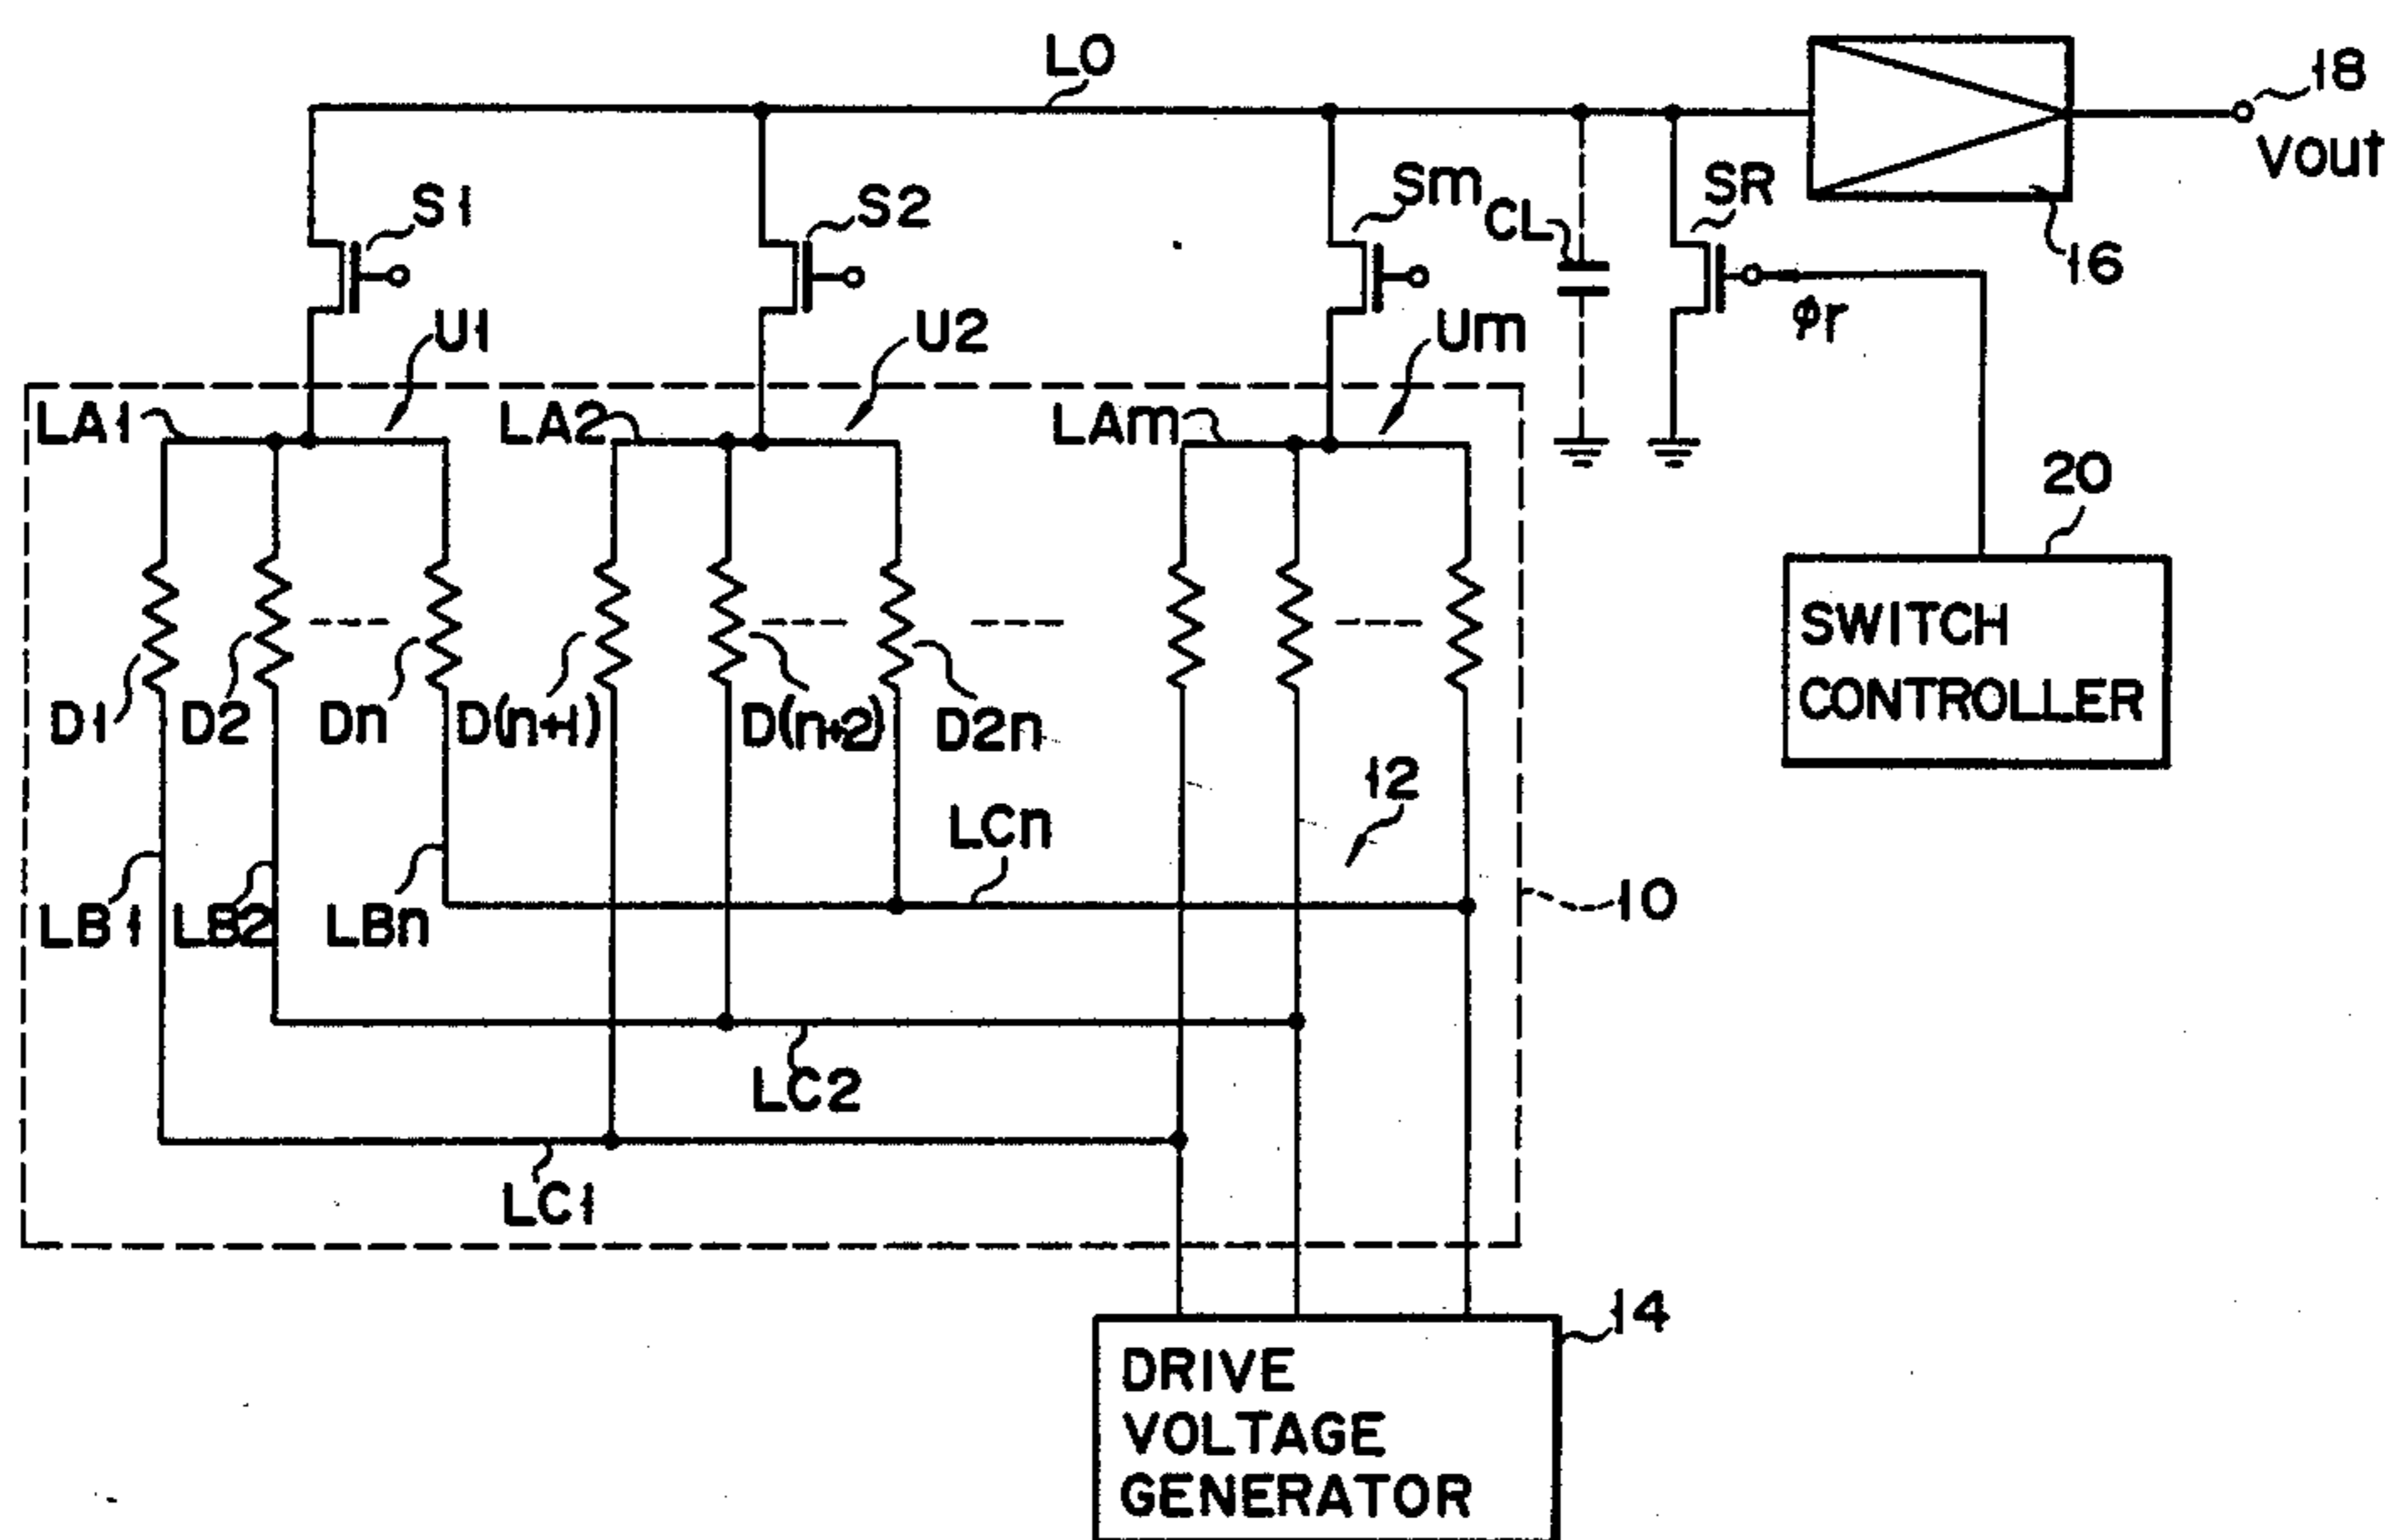 LO
18
Vout
S1
S2
Sm
CL
SR
16
U1
U2
Um
φr
LA1
LA2
LAm
20
SWITCH
CONTROLLER
D1
D2
Dn
D(n+1)
D(n+2)
D2n
12
LCn
10
LB1
LB2
LBn
LC2
LC1
14
DRIVE
VOLTAGE
GENERATOR